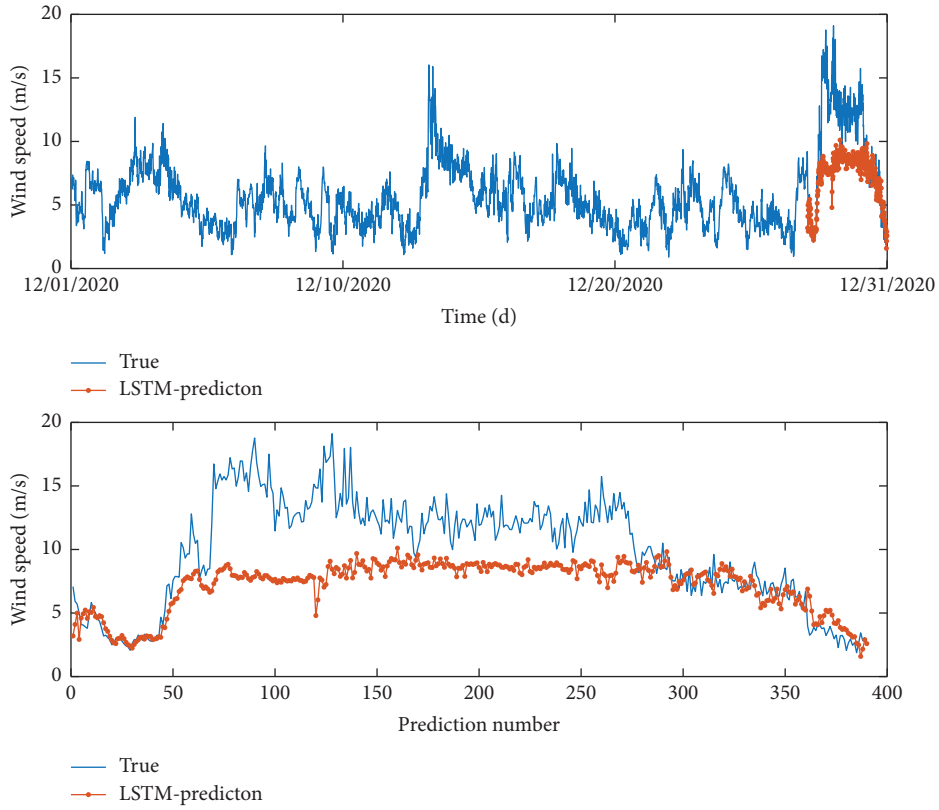 20
15
10
5
0
Wind speed (m/s)
12/01/2020
12/10/2020
12/20/2020
12/31/2020
Time (d)
True
LSTM-predicton
20
15
10
5
0
Wind speed (m/s)
0
50
100
150
200
250
300
350
400
Prediction number
True
LSTM-predicton